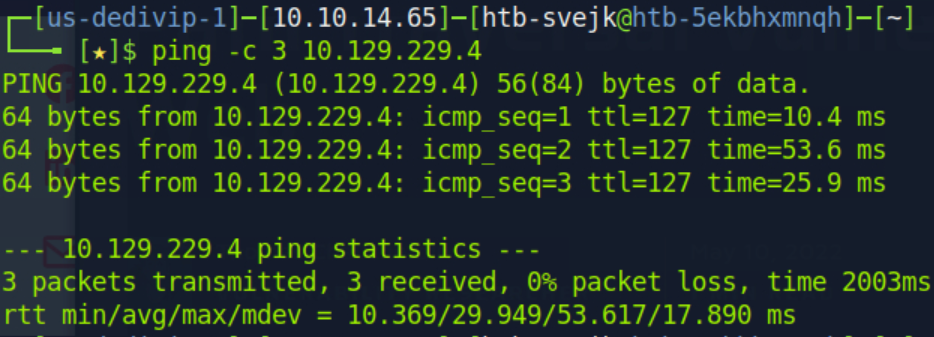 [us-dedivip-1]─[10.10.14.65]─[htb-svejk@htb-5ekbhxmnqh]─[~]
[★]$ ping -c 3 10.129.229.4
PING 10.129.229.4 (10.129.229.4) 56(84) bytes of data.
64 bytes from 10.129.229.4: icmp_seq=1 ttl=127 time=10.4 ms
64 bytes from 10.129.229.4: icmp_seq=2 ttl=127 time=53.6 ms
64 bytes from 10.129.229.4: icmp_seq=3 ttl=127 time=25.9 ms
--- 10.129.229.4 ping statistics ---
3 packets transmitted, 3 received, 0% packet loss, time 2003ms
rtt min/avg/max/mdev = 10.369/29.949/53.617/17.890 ms